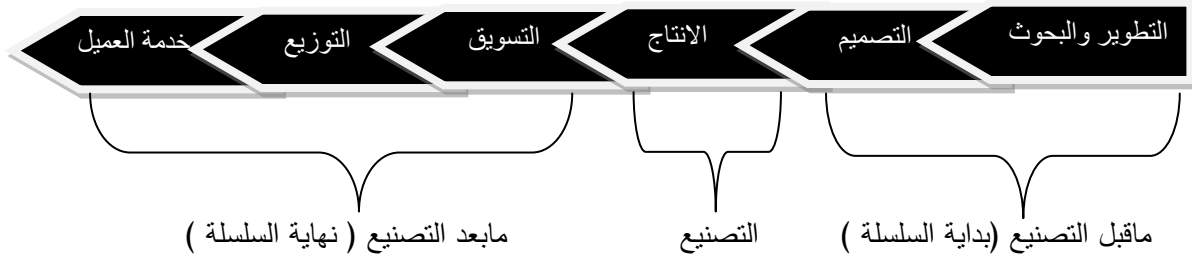 التطوير والبحوث
التصميم
الانتاج
التسويق
التوزيع
خدمة العميل
ماقبل التصنيع (بداية السلسلة )
التصنيع
مابعد التصنيع ( نهاية السلسلة )